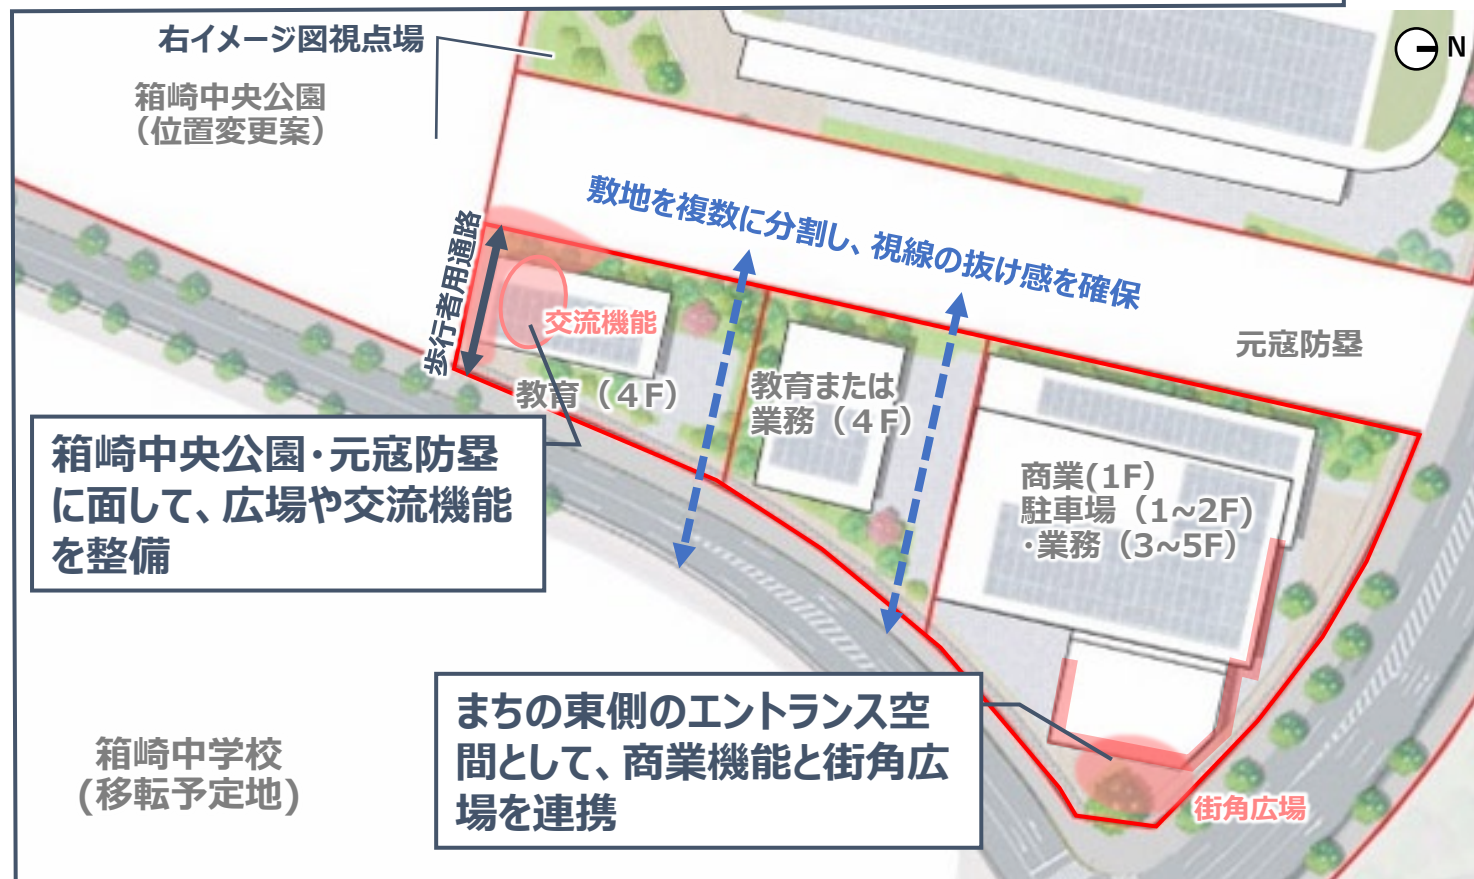 右イメージ図視点場
N
箱崎中央公園
（位置変更案）
敷地を複数に分割し、視線の抜け感を確保
歩行者用通路
交流機能
元寇防塁
教育（４F）
教育または
業務（４F）
箱崎中央公園・元寇防塁
に面して、広場や交流機能
を整備
商業(1F)
駐車場（1~2F)
・業務（3~5F）
まちの東側のエントランス空
間として、商業機能と街角広
場を連携
箱崎中学校
(移転予定地)
街角広場